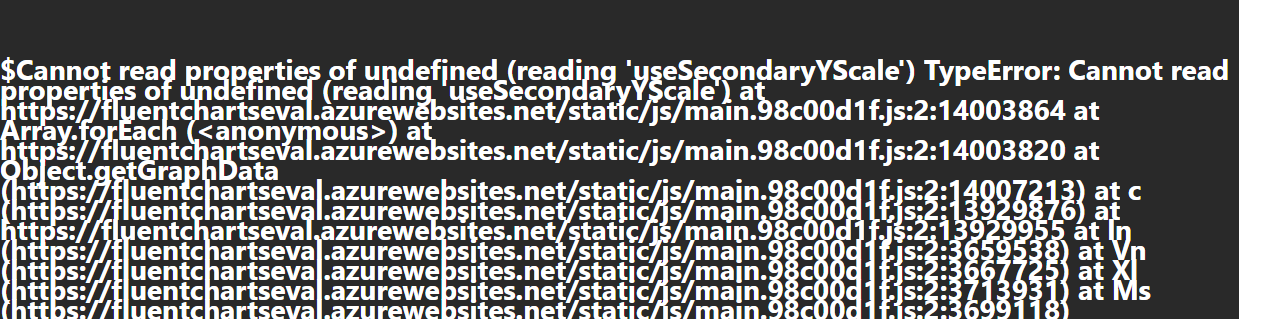 $Cannot read properties of undefined (reading 'useSecondaryYScale') TypeError: Cannot read
properties of undefined (reading 'useSecondaryYScale') at
https://fluentchartseval.azurewebsites.net/static/js/main.98c00d1f.js:2:14003864 at
Array.forEach (<anonymous>) at
https://fluentchartseval.azurewebsites.net/static/js/main.98c00d1f.js:2:14003820 at
Object.getGraphData
(https://fluentchartseval.azurewebsites.net/static/js/main.98c00d1f.js:2:14007213) at c
(https://fluentchartseval.azurewebsites.net/static/js/main.98c00d1f.js:2:13929876) at
https://fluentchartseval.azurewebsites.net/static/js/main.98c00d1f.js:2:13929955 at In
(https://fluentchartseval.azurewebsites.net/static/js/main.98c00d1f.js:2:3659538) at Vn
(https://fluentchartseval.azurewebsites.net/static/js/main.98c00d1f.js:2:3667725) at Xl
(https://fluentchartseval.azurewebsites.net/static/js/main.98c00d1f.js:2:3713931) at Ms
(https://fluentchartseval.azurewebsites.net/static/js/main.98c00d1f.js:2:3699118)